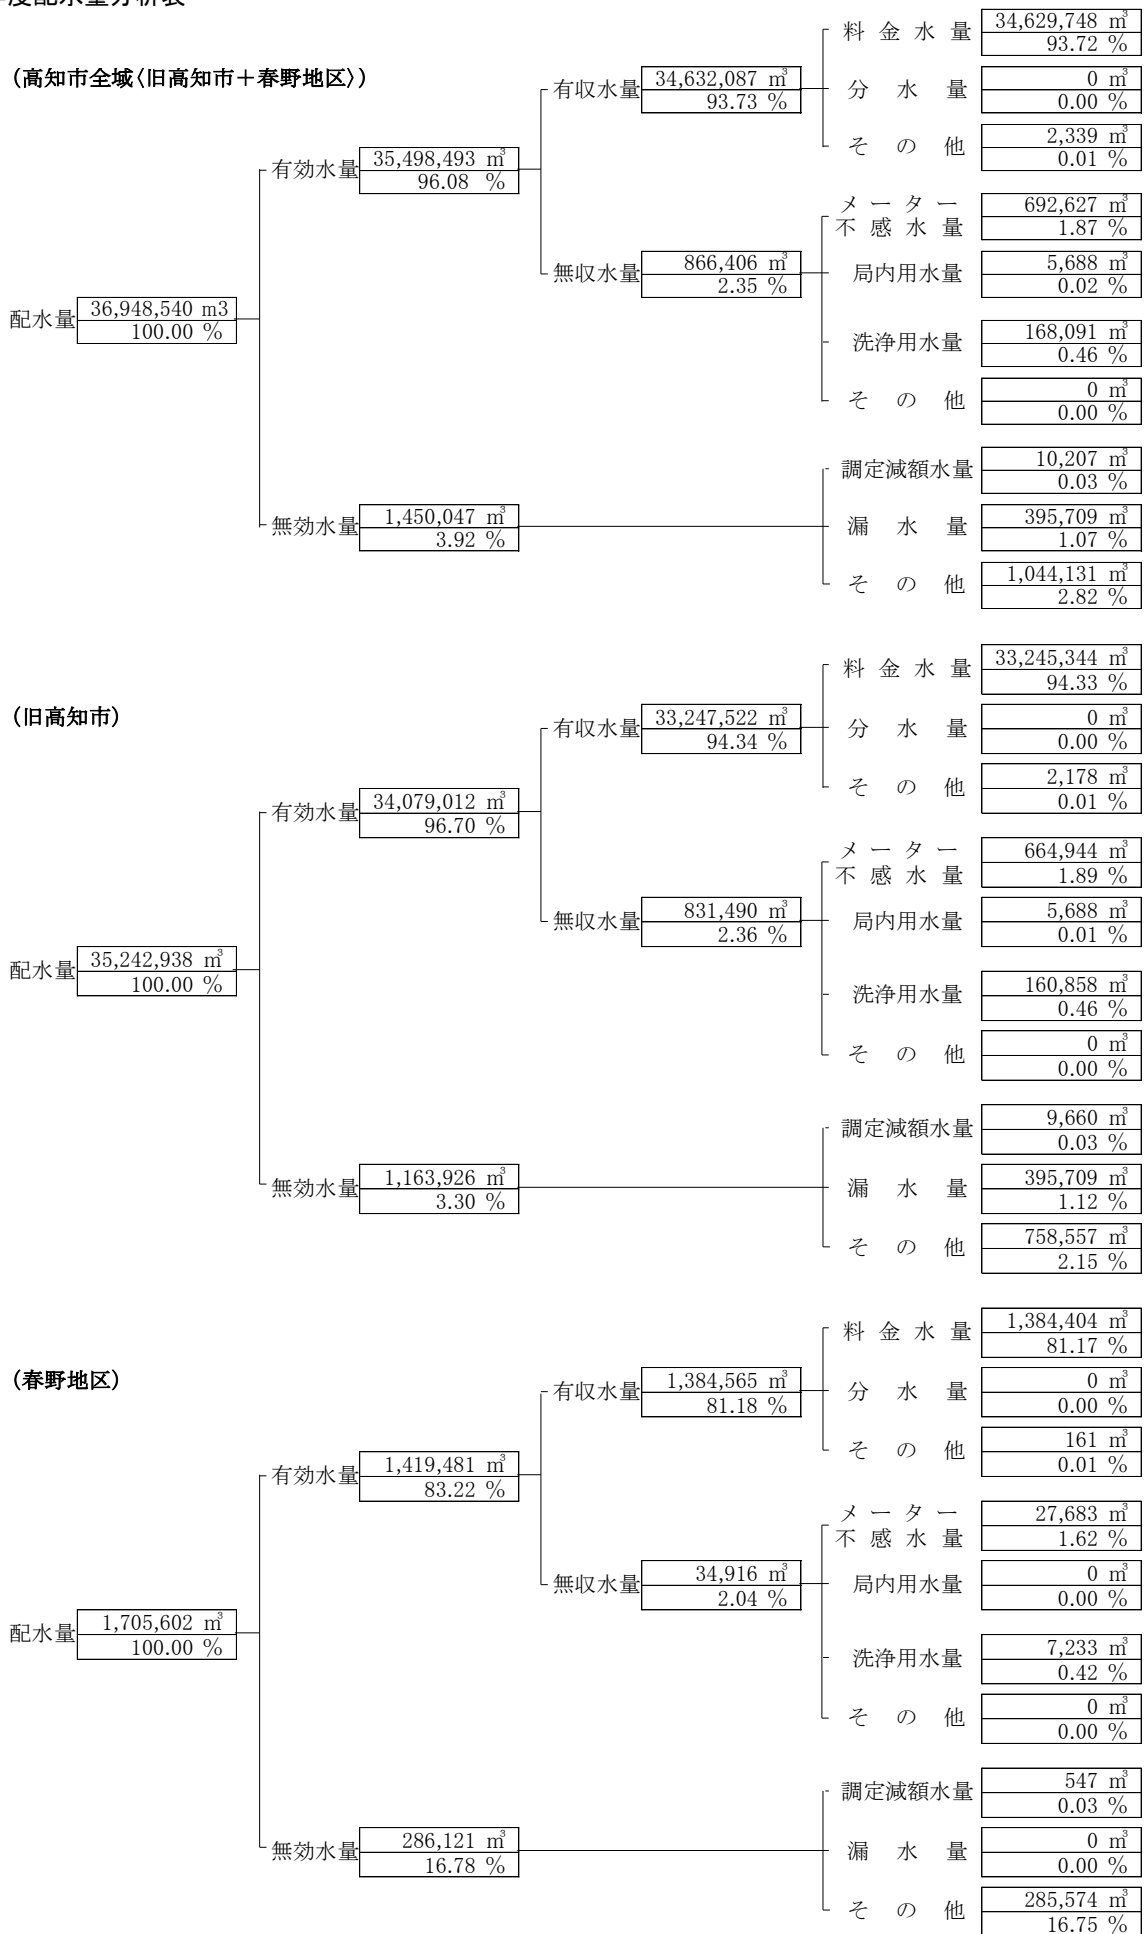 度配水量分析表
(高知市全域〈旧高知市＋春野地区〉)
料金水量 34,629,748 ㎥
93.72 %
有収水量 34,632,087 ㎥
93.73 %
分水量 0 ㎥
0.00 %
その他 2,339 ㎥
0.01 %
有効水量 35,498,493 ㎥
96.08 %
メーター
不感水量
692,627 ㎥
1.87 %
無収水量 866,406 ㎥
2.35 %
局内用水量 5,688 ㎥
0.02 %
配水量 36,948,540 m3
100.00 %
洗浄用水量 168,091 ㎥
0.46 %
その他 0 ㎥
0.00 %
調定減額水量 10,207 ㎥
0.03 %
無効水量 1,450,047 ㎥
3.92 %
漏水量 395,709 ㎥
1.07 %
その他 1,044,131 ㎥
2.82 %
(旧高知市)
料金水量 33,245,344 ㎥
94.33 %
有収水量 33,247,522 ㎥
94.34 %
分水量 0 ㎥
0.00 %
その他 2,178 ㎥
0.01 %
有効水量 34,079,012 ㎥
96.70 %
メーター
不感水量
664,944 ㎥
1.89 %
無収水量 831,490 ㎥
2.36 %
局内用水量 5,688 ㎥
0.01 %
配水量 35,242,938 ㎥
100.00 %
洗浄用水量 160,858 ㎥
0.46 %
その他 0 ㎥
0.00 %
調定減額水量 9,660 ㎥
0.03 %
無効水量 1,163,926 ㎥
3.30 %
漏水量 395,709 ㎥
1.12 %
その他 758,557 ㎥
2.15 %
(春野地区)
料金水量 1,384,404 ㎥
81.17 %
有収水量 1,384,565 ㎥
81.18 %
分水量 0 ㎥
0.00 %
その他 161 ㎥
0.01 %
有効水量 1,419,481 ㎥
83.22 %
メーター
不感水量
27,683 ㎥
1.62 %
無収水量 34,916 ㎥
2.04 %
局内用水量 0 ㎥
0.00 %
配水量 1,705,602 ㎥
100.00 %
洗浄用水量 7,233 ㎥
0.42 %
その他 0 ㎥
0.00 %
調定減額水量 547 ㎥
0.03 %
無効水量 286,121 ㎥
16.78 %
漏水量 0 ㎥
0.00 %
その他 285,574 ㎥
16.75 %